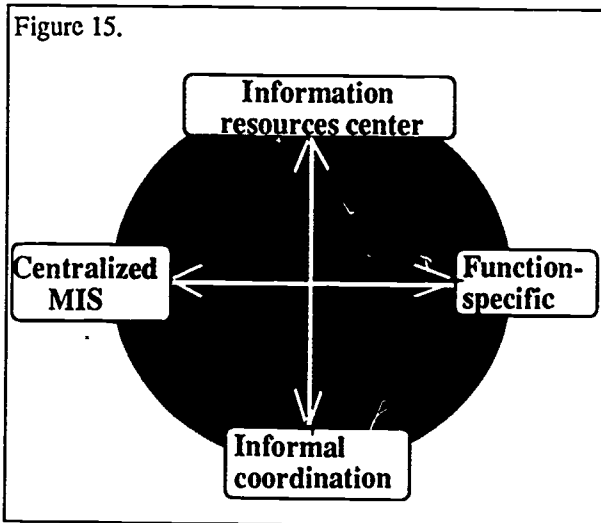 Figure 15.
Information
resources center
Centralized
MIS
Function-
specific
Informal
coordination